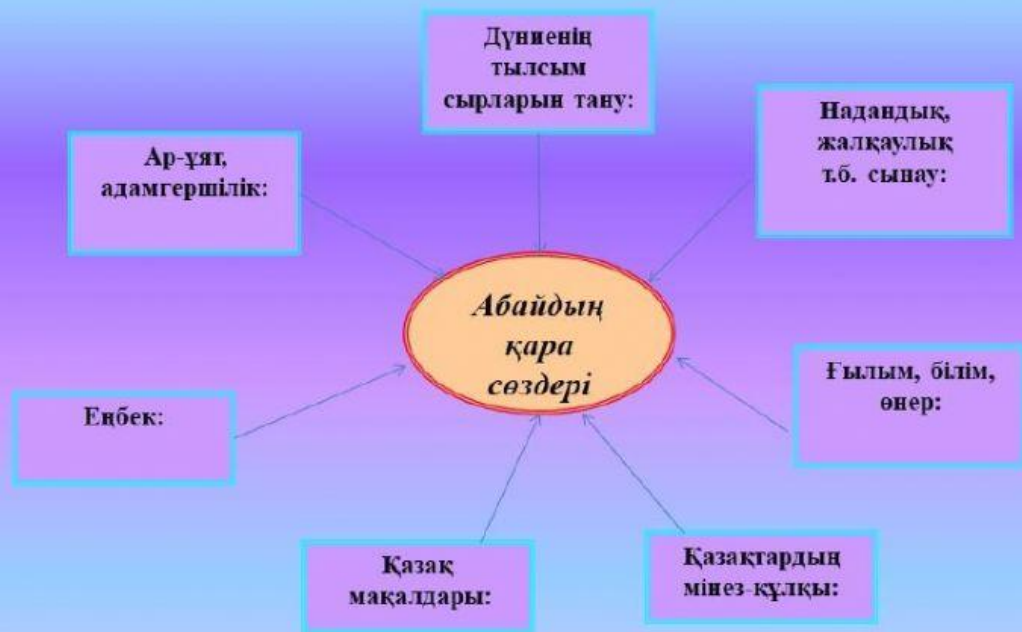 Дүниенің
тылсым
сырларын тану:
Надандық,
жалқаулық
т.б. сынау:
Ар-ұят,
адамгершілік:
Абайдың
қара
сөздері
Ғылым, білім,
өнер:
Еңбек:
Қазақ
мақалдары:
Қазақтардың
мінез-құлқы: